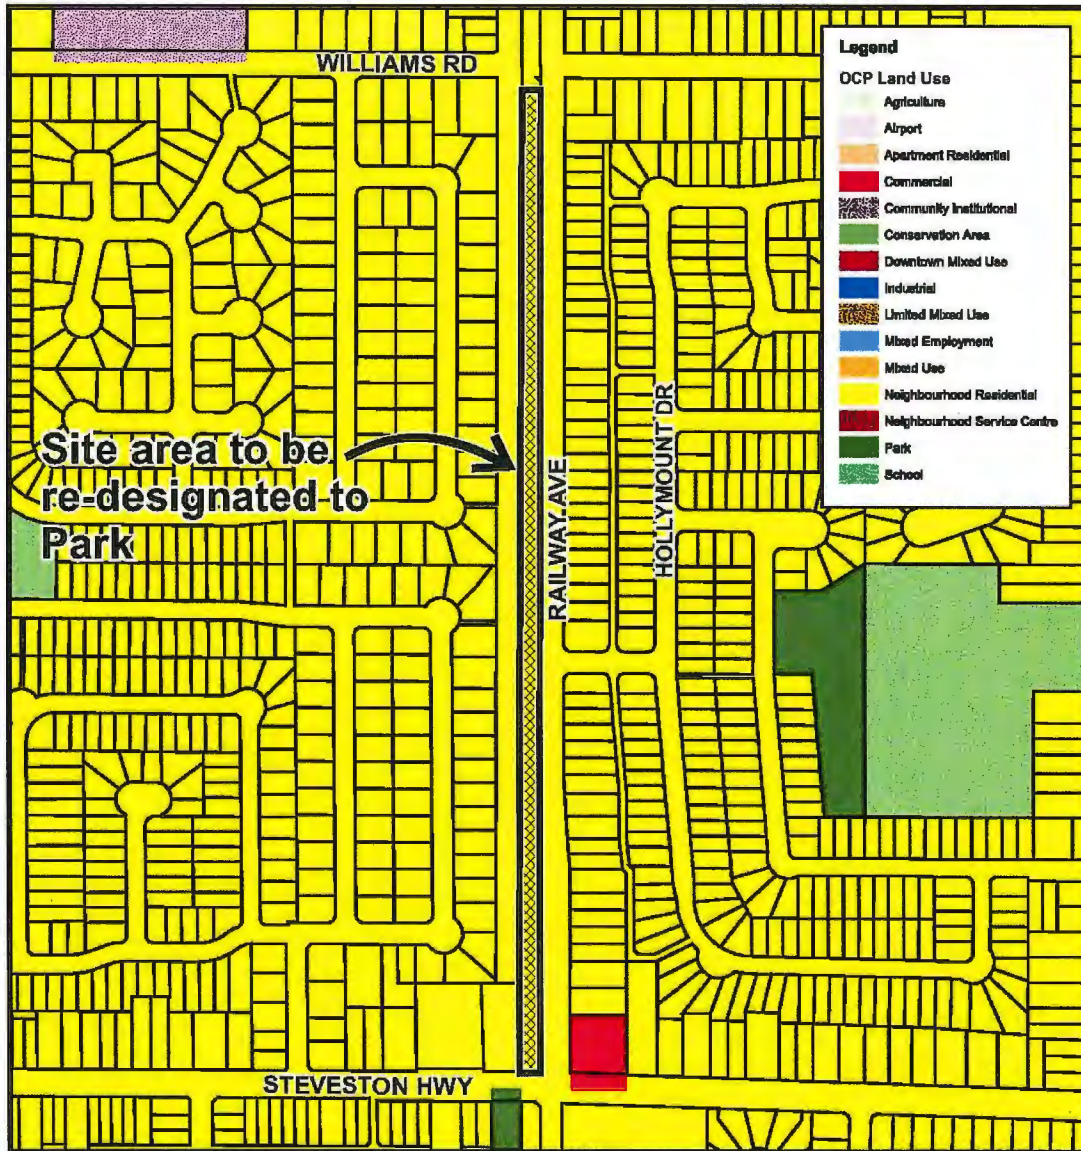 WILLIAMS RD
Legend
OCP Land Use
Agriculture
Airport
Apartment Residential
Commercial
Community Institutional
Conservation Area
Downtown Mixed Use
Industrial
Limited Mixed Use
Mixed Employment
Mixed Use
Neighbourhood Residential
Neighbourhood Service Centre
Park
School
Site area to be
re-designated to
Park
RAILWAY AVE
HOLLYMOUNT DR
STEVESTON HWY